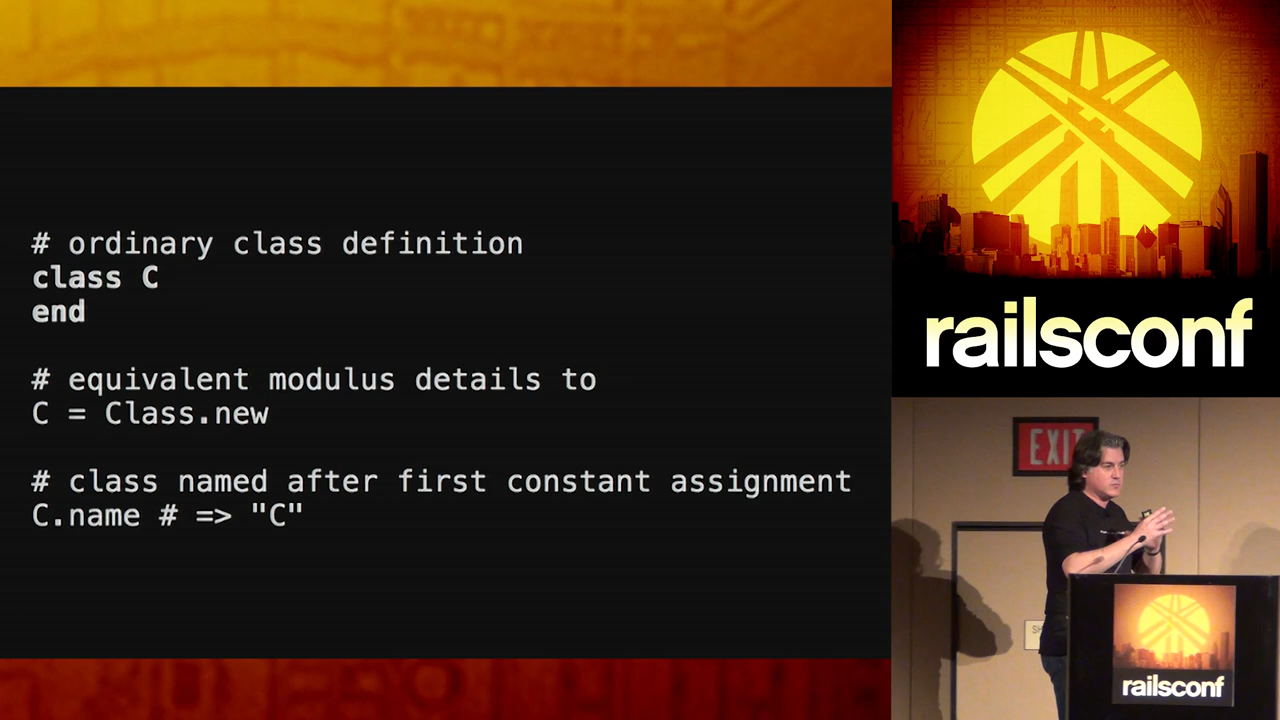 # ordinary class definition
class C
end
# equivalent modulus details to
C = Class.new
# class named after first constant assignment
C.name # => "C"
railsconf
EXIT
railsconf